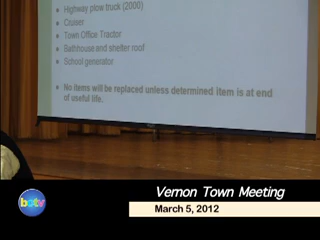 Highway plow truck (2000)
Cruiser
Town Office Tractor
Bathhouse and shelter roof
School generator
No items will be replaced unless determined item is at end
of useful life.
bctv
Vernon Town Meeting
March 5, 2012